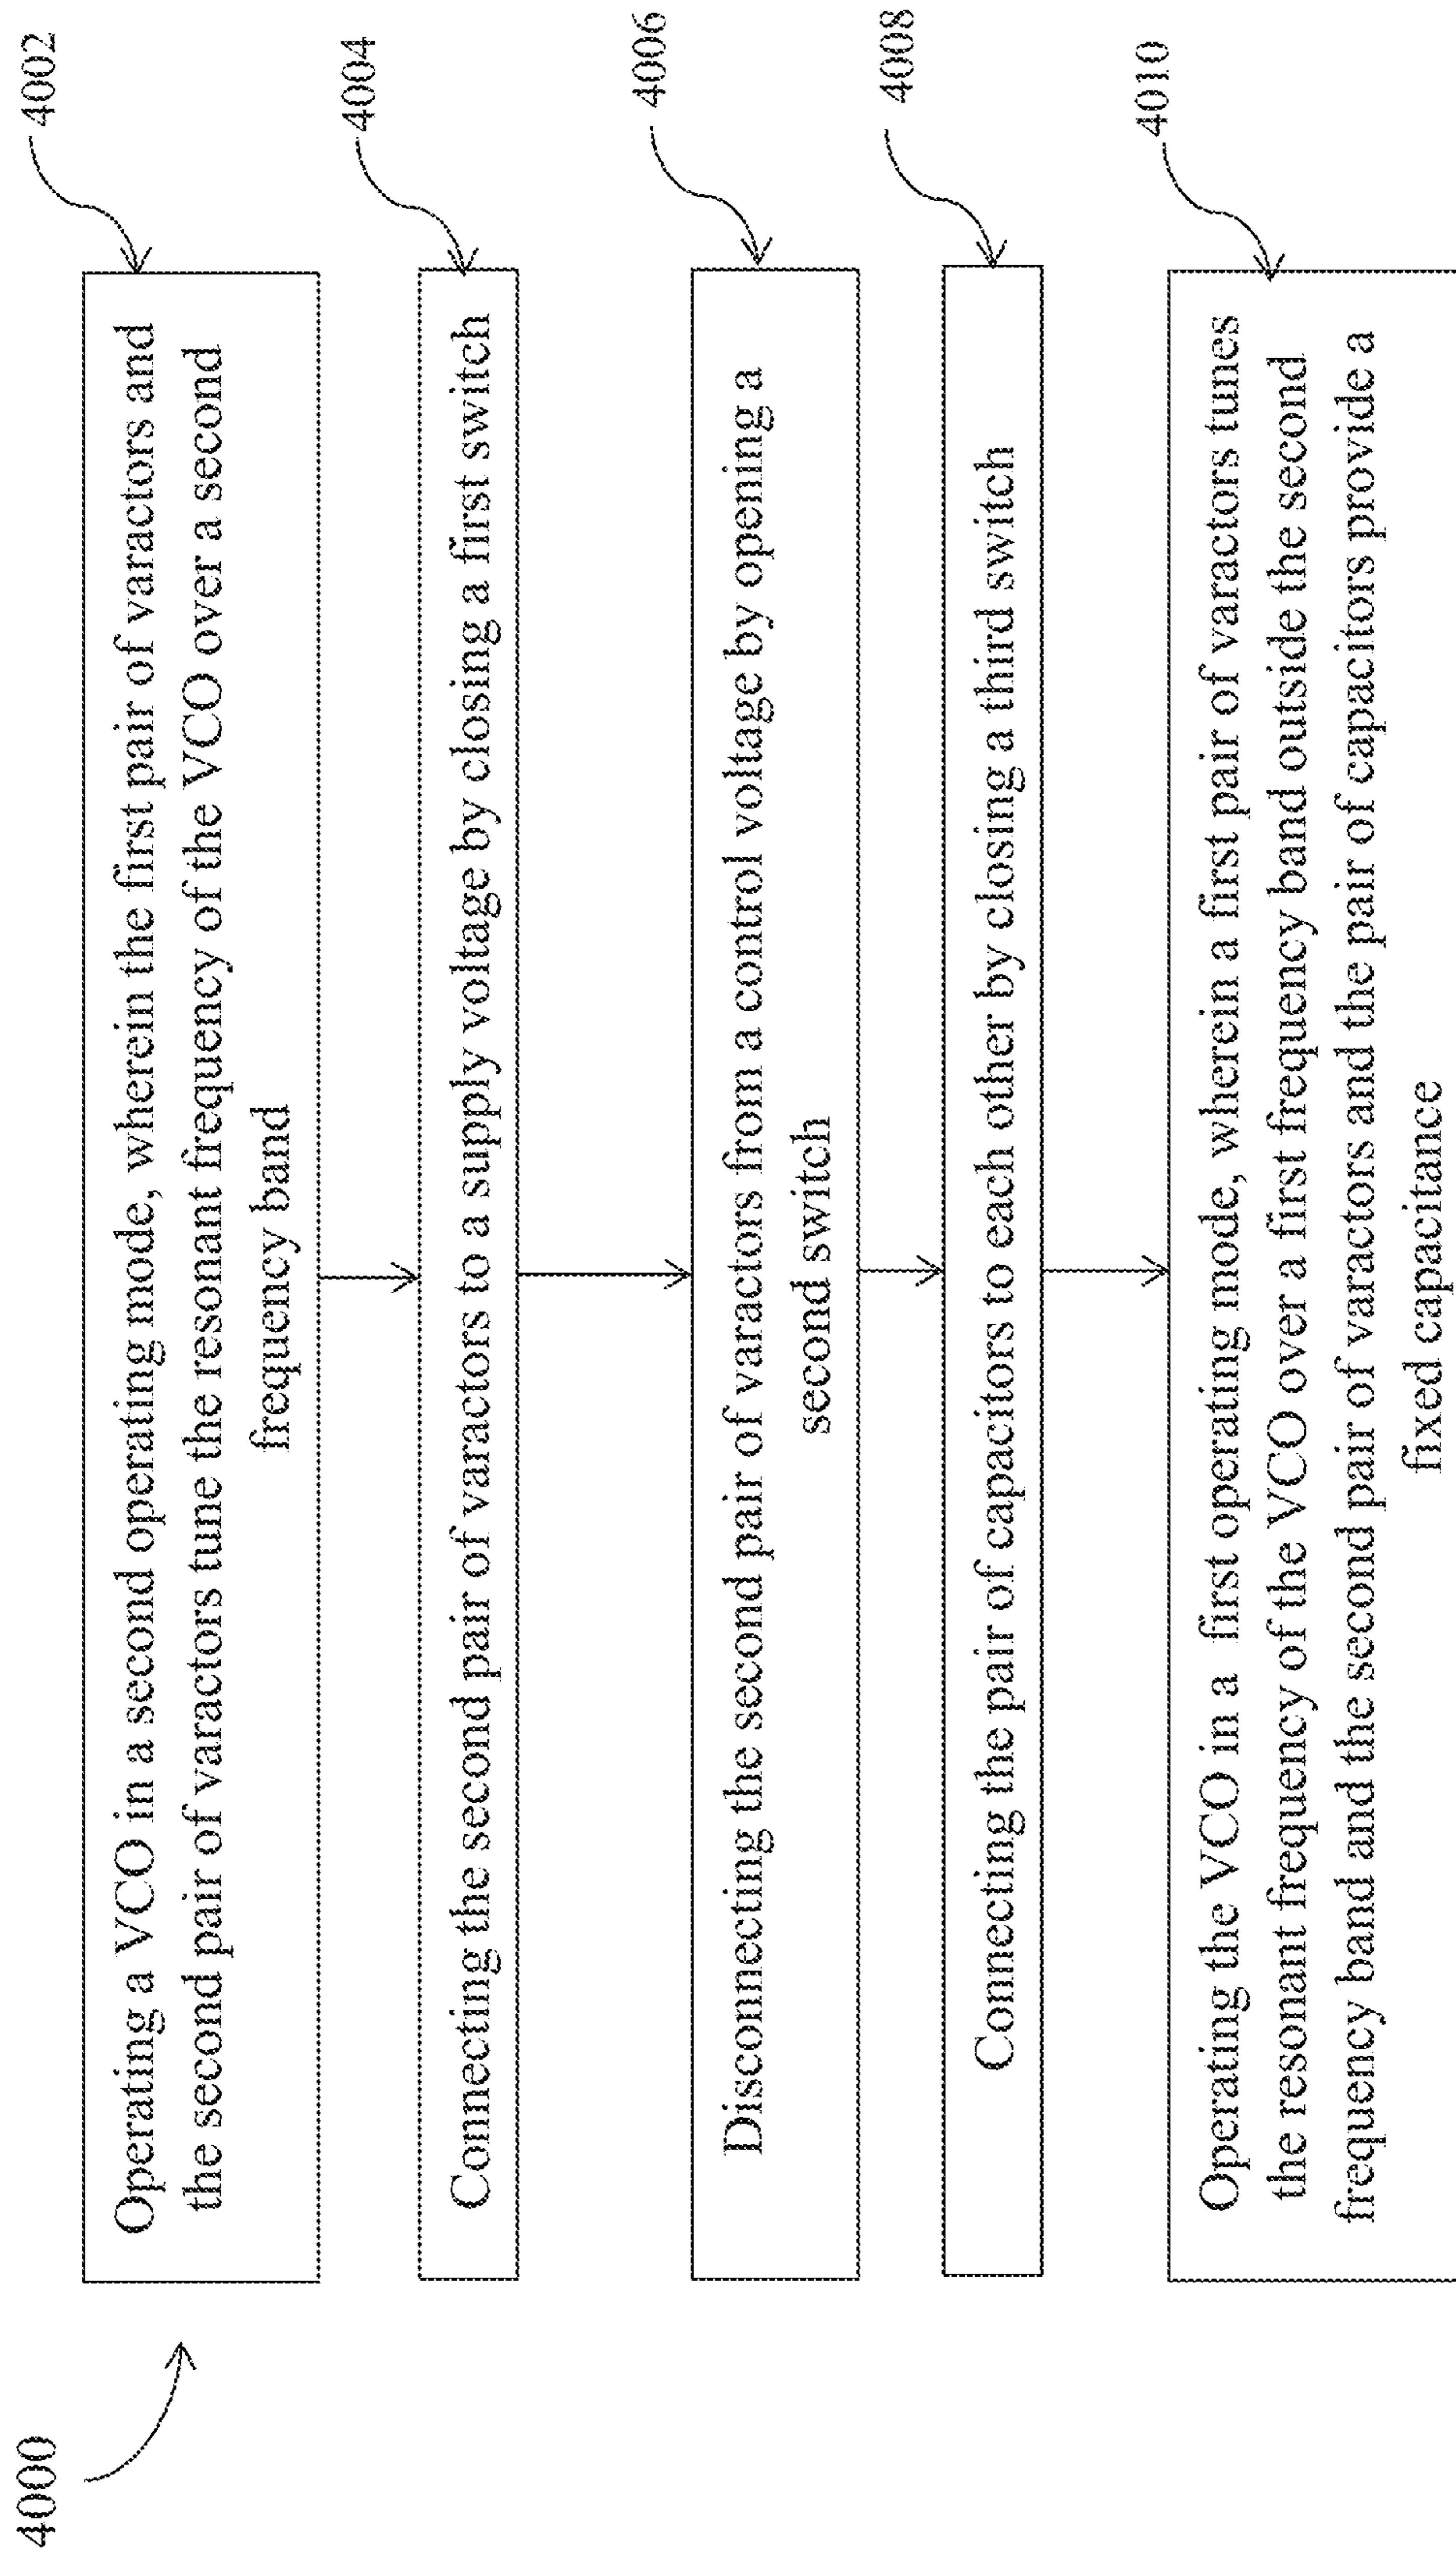 4000
4002
Operating a VCO in a second operating mode, wherein the first pair of varactors and
the second pair of varactors tune the resonant frequency of the VCO over a second
frequency band
4004
Connecting the second pair of varactors to a supply voltage by closing a first switch
4006
Disconnecting the second pair of varactors from a control voltage by opening a
second switch
4008
Connecting the pair of capacitors to each other by closing a third switch
4010
Operating the VCO in a first operating mode, wherein a first pair of varactors tunes
the resonant frequency of the VCO over a first frequency band outside the second
frequency band and the second pair of varactors and the pair of capacitors provide a
fixed capacitance